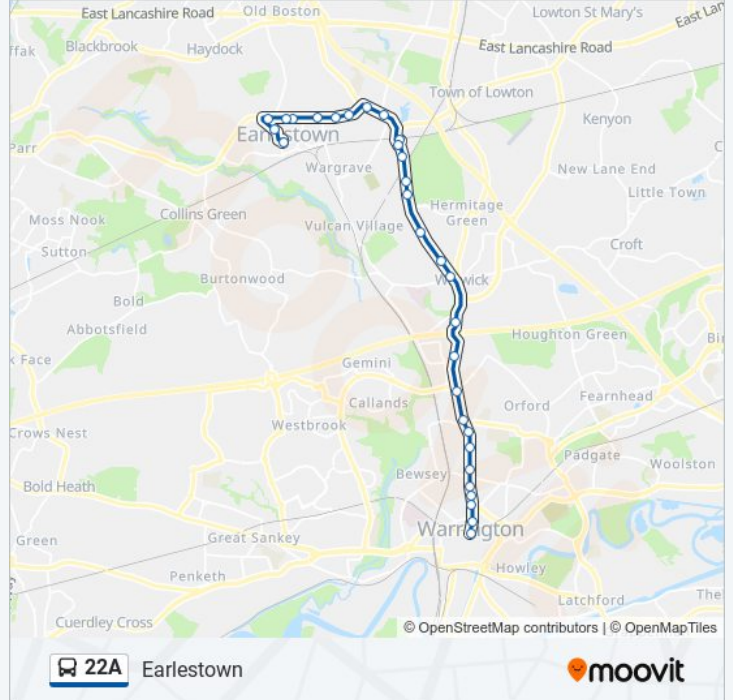 East Lancashire Road
Old Boston
Lowton St Mary's
East Lan
ffak
Blackbrook
Haydock
East Lancashire Road
Town of Lowton
Kenyon
Earlestown
Parr
Wargrave
New Lane End
Little Town
Moss Nook
Collins Green
Hermitage
Green
Vulcan Village
Sutton
Croft
Burtonwood
Winwick
Bold
Abbotsfield
Houghton Green
Bi
k Face
Gemini
Callands
Orford
Fearnhead
Crows Nest
Westbrook
Padgate
Woolston
Bewsey
Bold Heath
Warrington
Green
Great Sankey
Howley
Penketh
Latchford
The
Cuerdley Cross
© OpenStreetMap contributors | © OpenMapTiles
22A Earlestown
moovit